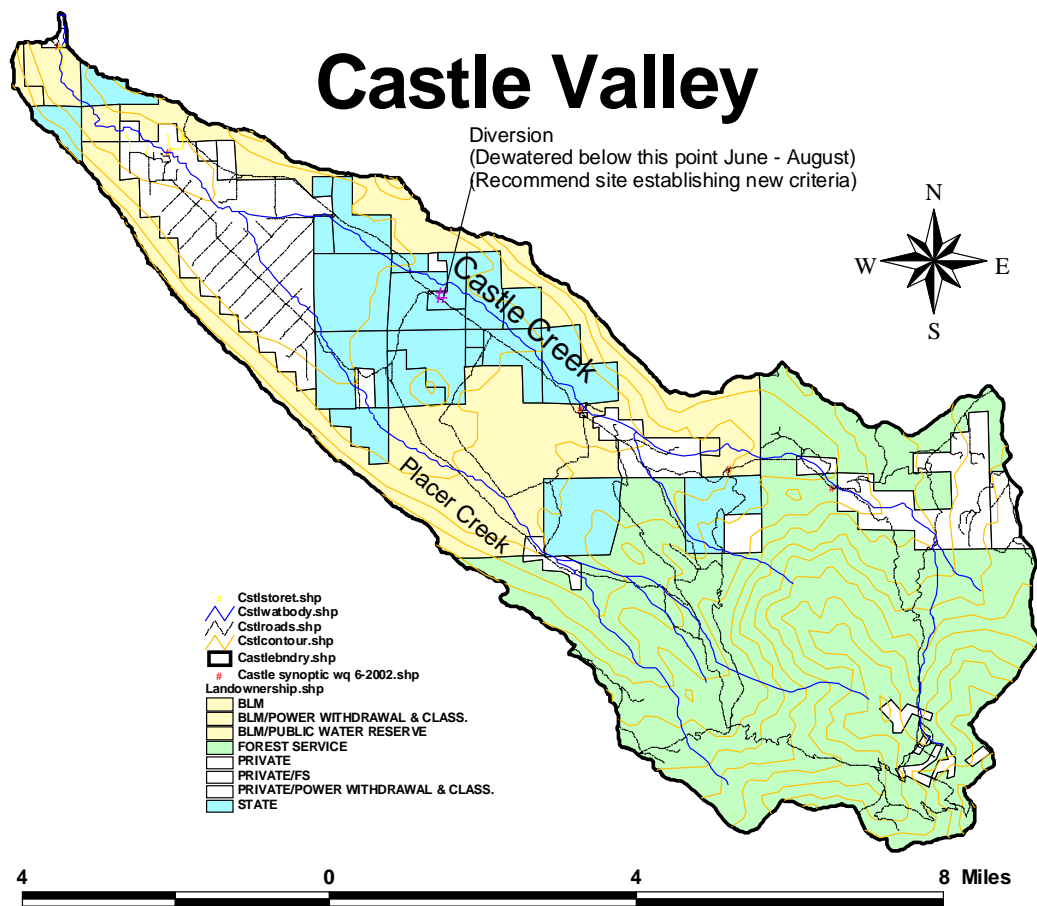 Castle Valley
Diversion
(Dewatered below this point June - August)
(Recommend site establishing new criteria)
N
W
E
S
Castle Creek
Placer Creek
# Cstlstoret.shp
Cstlwatbody.shp
Cstlroads.shp
Cstlcontour.shp
Castlebndry.shp
# Castle synoptic wq 6-2002.shp
Landownership.shp
BLM
BLM/POWER WITHDRAWAL & CLASS.
BLM/PUBLIC WATER RESERVE
FOREST SERVICE
PRIVATE
PRIVATE/FS
PRIVATE/POWER WITHDRAWAL & CLASS.
STATE
4 0 4 8 Miles